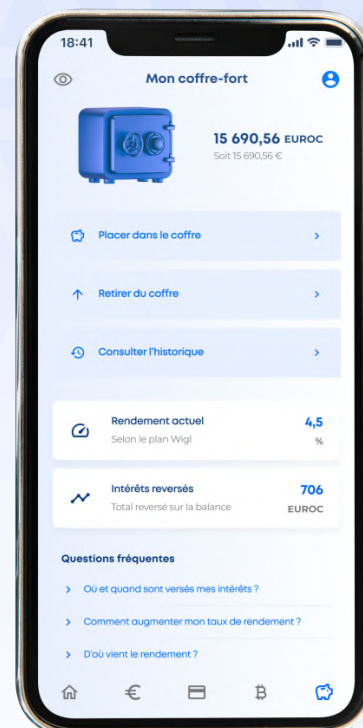 18:41
Mon coffre-fort
15 690,56 EUROC
Soit 15 690,56 €
Placer dans le coffre
Retirer du coffre
Consulter l'historique
Rendement actuel
4,5
Selon le plan Wigl
%
Intérêts reversés
706
Total reversé sur la balance
EUROC
Questions fréquentes
Où et quand sont versés mes intérêts ?
Comment augmenter mon taux de rendement ?
D'où vient le rendement ?